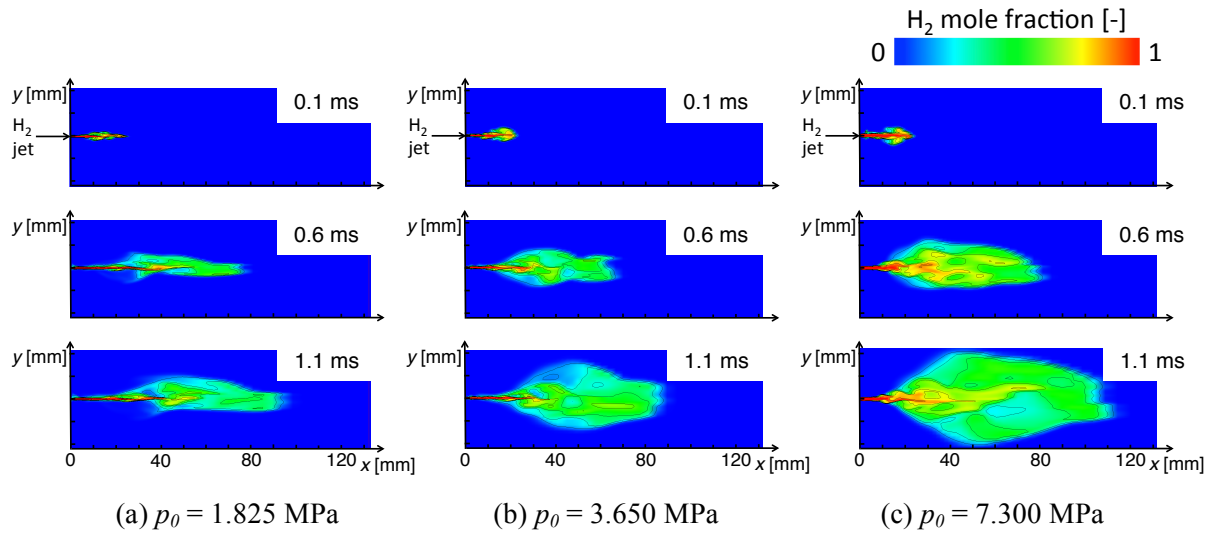 H₂ mole fraction [-]
0 1
y [mm] 0.1 ms
H₂
jet
y [mm] 0.1 ms
H₂
jet
y [mm] 0.1 ms
H₂
jet
y [mm] 0.6 ms
y [mm] 0.6 ms
y [mm] 0.6 ms
y [mm] 1.1 ms
y [mm] 1.1 ms
y [mm] 1.1 ms
0 40 80 120 x [mm]
0 40 80 120 x [mm]
0 40 80 120 x [mm]
(a) p₀ = 1.825 MPa
(b) p₀ = 3.650 MPa
(c) p₀ = 7.300 MPa